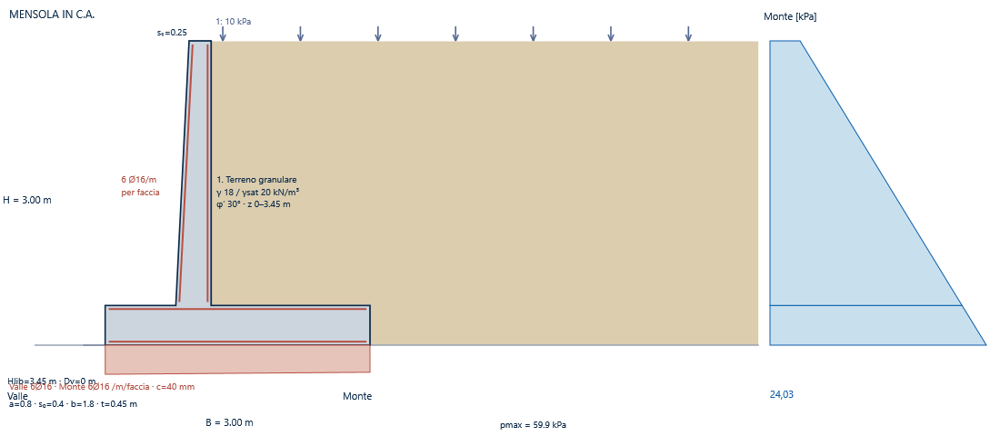 MENSOLA IN C.A.
1: 10 kPa
Monte [kPa]
s₁=0.25
6 Ø16/m
per faccia
1. Terreno granulare
γ 18 / γsat 20 kN/m³
φ′ 30° · z 0–3.45 m
H = 3.00 m
Hlib=3.45 m · Dv=0 m
Valle 6Ø16 · Monte 6Ø16 /m/faccia · c=40 mm
Valle
Monte
24,03
a=0.8 · s₀=0.4 · b=1.8 · t=0.45 m
B = 3.00 m
pmax = 59.9 kPa